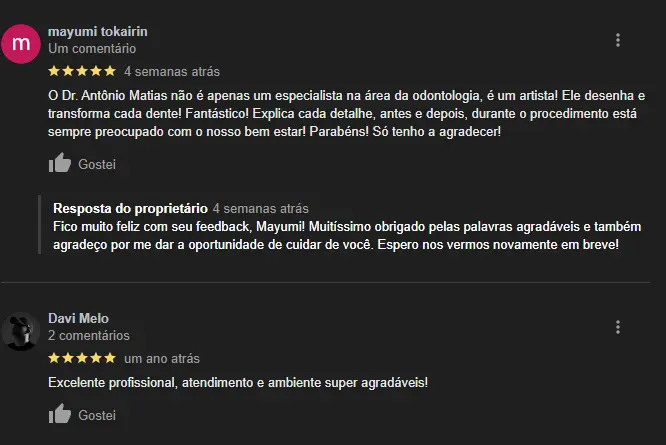 m
mayumi tokairin
Um comentário
4 semanas atrás
O Dr. Antônio Matias não é apenas um especialista na área da odontologia, é um artista! Ele desenha e
transforma cada dente! Fantástico! Explica cada detalhe, antes e depois, durante o procedimento está
sempre preocupado com o nosso bem estar! Parabéns! Só tenho a agradecer!
Gostei
Resposta do proprietário 4 semanas atrás
Fico muito feliz com seu feedback, Mayumi! Muitíssimo obrigado pelas palavras agradáveis e também
agradeço por me dar a oportunidade de cuidar de você. Espero nos vermos novamente em breve!
Davi Melo
2 comentários
um ano atrás
Excelente profissional, atendimento e ambiente super agradáveis!
Gostei